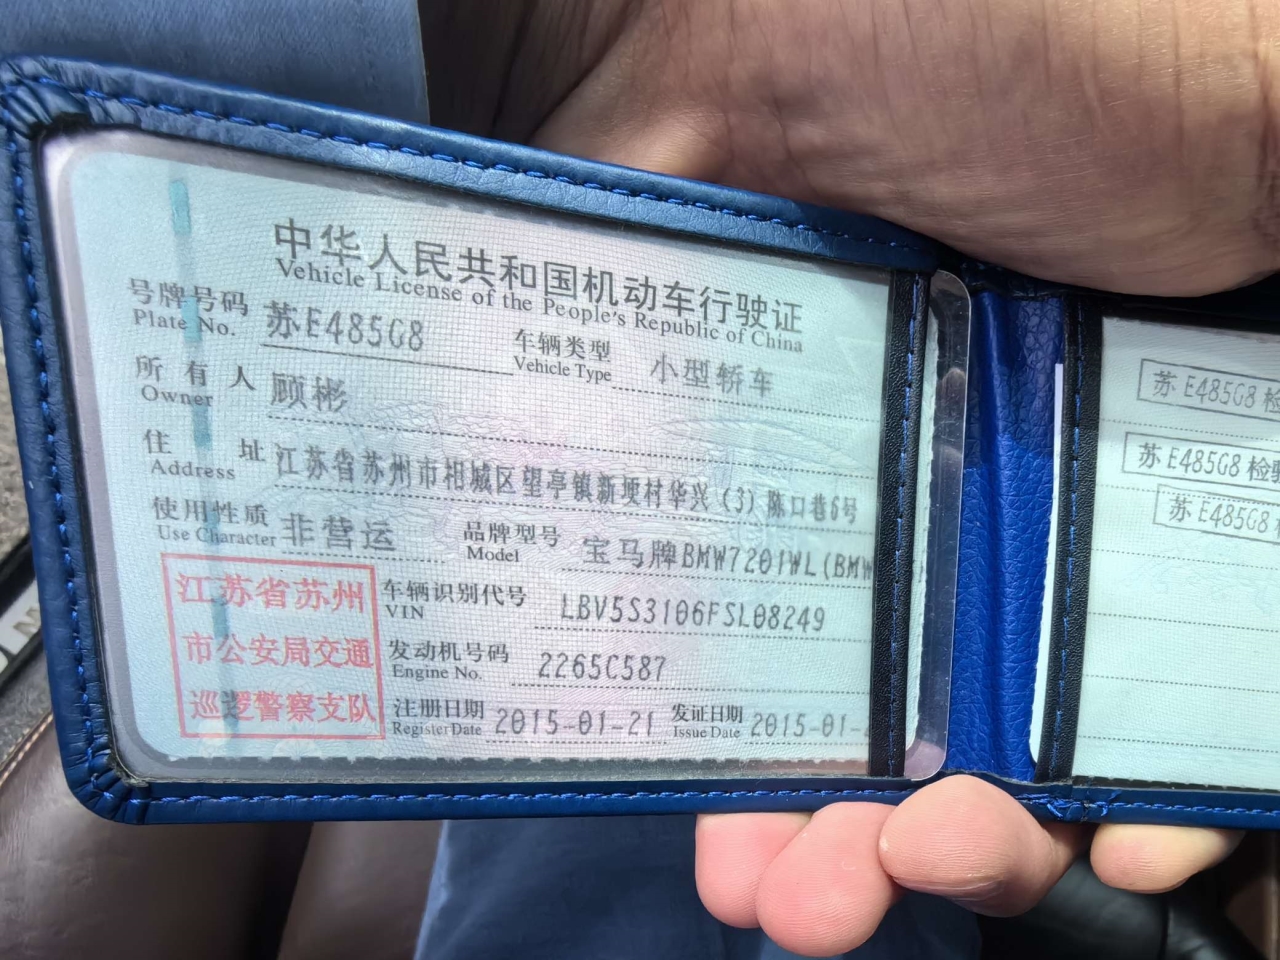 中华人民共和国机动车行驶证
Vehicle License of the People's Republic of China
号牌号码 苏E485G8 车辆类型 小型轿车
Plate No. Vehicle Type
所有人 顾彬
Owner
住址 江苏省苏州市相城区望亭镇新埂村华兴(3)陈口巷6号
Address
使用性质 非营运 品牌型号 宝马牌BMW7201WL(BMW
Use Character Model
江苏省苏州
市公安局交通
巡逻警察支队
车辆识别代号 LBV5S3106FSL08249
VIN
发动机号码 2265C587
Engine No.
注册日期 2015-01-21 发证日期 2015-01-
Register Date Issue Date
苏E485G8检
苏E485G8检验
苏E485G8